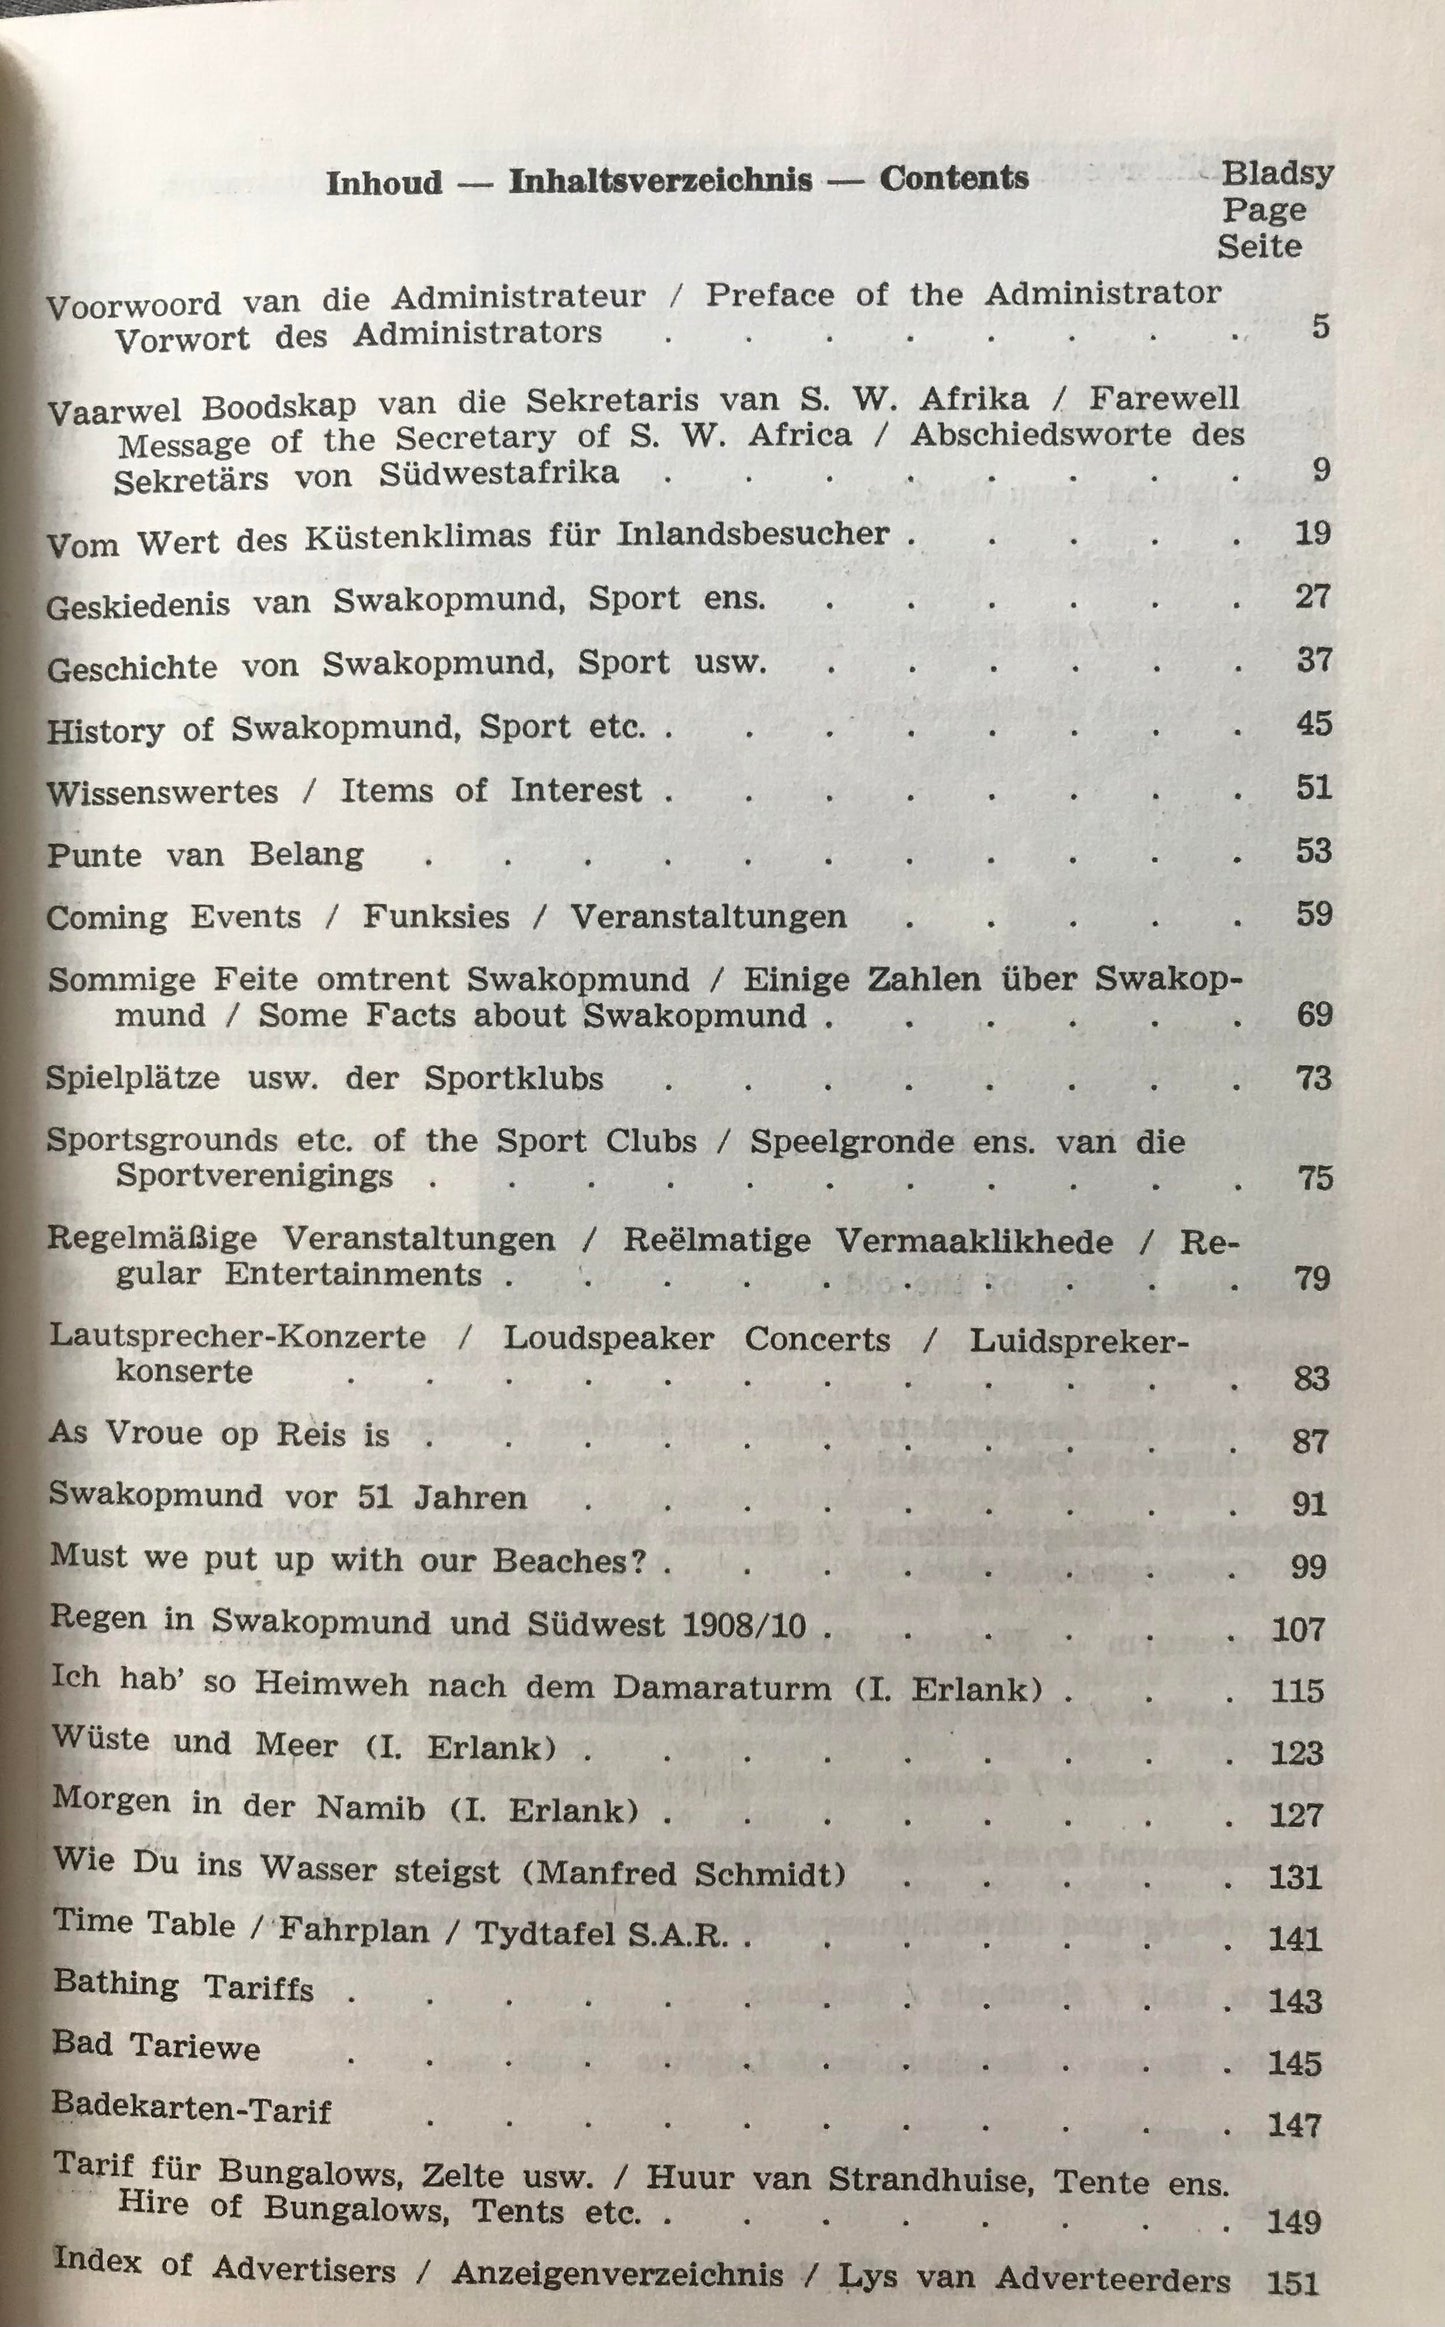 Inhoud — Inhaltsverzeichnis — Contents Bladsy
Page
Seite
Voorwoord van die Administrateur / Preface of the Administrator
Vorwort des Administrators . . . . . . . . 5
Vaarwel Boodskap van die Sekretaris van S. W. Afrika / Farewell
Message of the Secretary of S. W. Africa / Abschiedsworte des
Sekretärs von Südwestafrika . . . . . . . . 9
Vom Wert des Küstenklimas für Inlandsbesucher . . . . . 19
Geskiedenis van Swakopmund, Sport ens. . . . . . . 27
Geschichte von Swakopmund, Sport usw. . . . . . . 37
History of Swakopmund, Sport etc. . . . . . . . . 45
Wissenswertes / Items of Interest . . . . . . . . 51
Punte van Belang . . . . . . . . . . . 53
Coming Events / Funksies / Veranstaltungen . . . . . 59
Sommige Feite omtrent Swakopmund / Einige Zahlen über Swakop-
mund / Some Facts about Swakopmund . . . . . . 69
Spielplätze usw. der Sportklubs . . . . . . . . 73
Sportsgrounds etc. of the Sport Clubs / Speelgronde ens. van die
Sportverenigings . . . . . . . . . . . 75
Regelmäßige Veranstaltungen / Reëlmatige Vermaaklikhede / Re-
gular Entertainments . . . . . . . . . . 79
Lautsprecher-Konzerte / Loudspeaker Concerts / Luidspreker-
konserte . . . . . . . . . . . . 83
As Vroue op Reis is . . . . . . . . . . . 87
Swakopmund vor 51 Jahren . . . . . . . . . 91
Must we put up with our Beaches? . . . . . . . . 99
Regen in Swakopmund und Südwest 1908/10 . . . . . . 107
Ich hab' so Heimweh nach dem Damaraturm (I. Erlank) . . . 115
Wüste und Meer (I. Erlank) . . . . . . . . . 123
Morgen in der Namib (I. Erlank) . . . . . . . . 127
Wie Du ins Wasser steigst (Manfred Schmidt) . . . . . 131
Time Table / Fahrplan / Tydtafel S.A.R. . . . . . . . 141
Bathing Tariffs . . . . . . . . . . . . 143
Bad Tariewe . . . . . . . . . . . . 145
Badekarten-Tarif . . . . . . . . . . . 147
Tarif für Bungalows, Zelte usw. / Huur van Strandhuise, Tente ens.
Hire of Bungalows, Tents etc. . . . . . . . . 149
Index of Advertisers / Anzeigenverzeichnis / Lys van Adverteerders 151